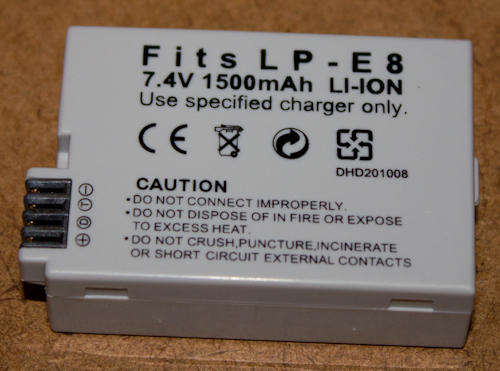 Fits LP-E8
7.4V 1500mAh LI-ION
Use specified charger only.
CE
DHD201008
CAUTION
•DO NOT CONNECT IMPROPERLY.
•DO NOT DISPOSE OF IN FIRE OR EXPOSE
TO EXCESS HEAT.
•DO NOT CRUSH,PUNCTURE,INCINERATE
OR SHORT CIRCUIT EXTERNAL CONTACTS